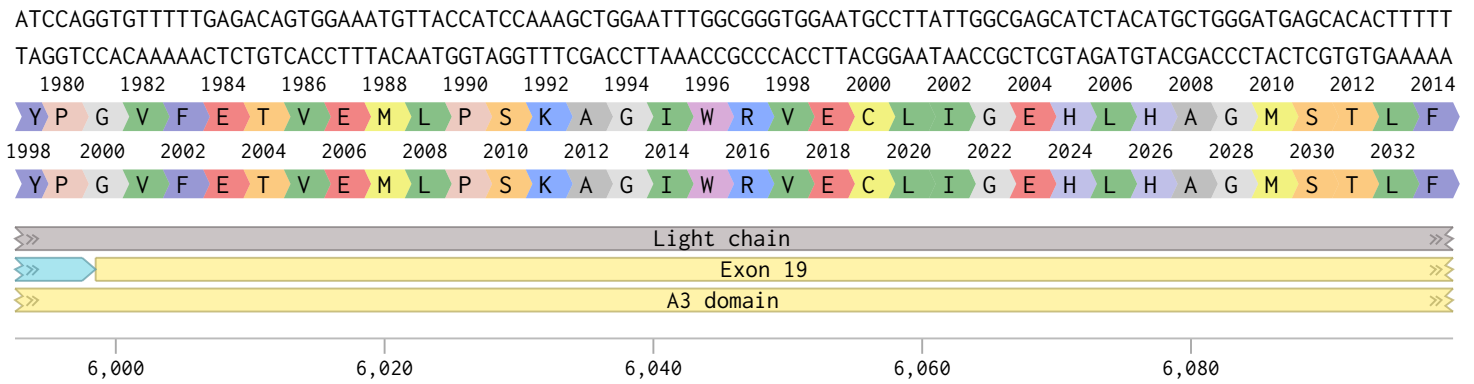 ATCCAGGTGTTTTTGAGACAGTGGAAATGTTACCATCCAAAGCTGGAATTTGGCGGGTGGAATGCCTTATTGGCGAGCATCTACATGCTGGGATGAGCACACTTTTT
TAGGTCCACAAAAACTCTGTCACCTTTACAATGGTAGGTTTCGACCTTAAACCGCCCACCTTACGGAATAACCGCTCGTAGATGTACGACCCTACTCGTGTGAAAAA
1980 1982 1984 1986 1988 1990 1992 1994 1996 1998 2000 2002 2004 2006 2008 2010 2012 2014
Y P G V F E T V E M L P S K A G I W R V E C L I G E H L H A G M S T L F
1998 2000 2002 2004 2006 2008 2010 2012 2014 2016 2018 2020 2022 2024 2026 2028 2030 2032
Y P G V F E T V E M L P S K A G I W R V E C L I G E H L H A G M S T L F
Light chain
Exon 19
A3 domain
6,000 6,020 6,040 6,060 6,080